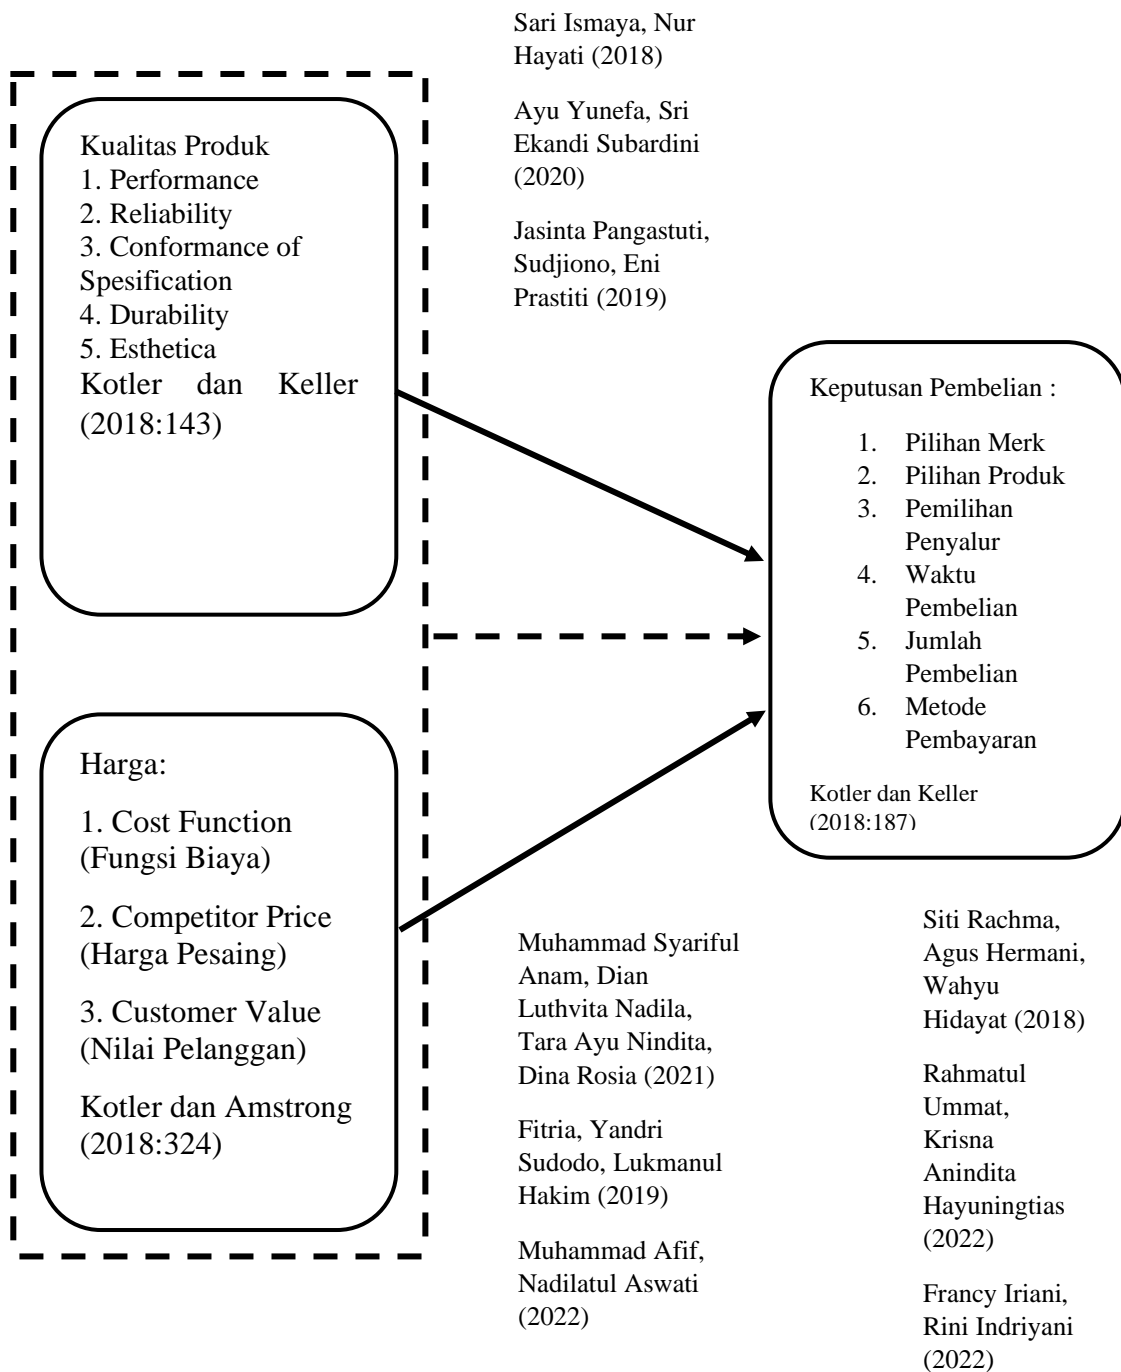 Sari Ismaya, Nur
Hayati (2018)
Ayu Yunefa, Sri
Ekandi Subardini
(2020)
Jasinta Pangastuti,
Sudjiono, Eni
Prastiti (2019)
Kualitas Produk
1. Performance
2. Reliability
3. Conformance of
Spesification
4. Durability
5. Esthetica
Kotler dan Keller
(2018:143)
Keputusan Pembelian :
1. Pilihan Merk
2. Pilihan Produk
3. Pemilihan
Penyalur
4. Waktu
Pembelian
5. Jumlah
Pembelian
6. Metode
Pembayaran
Kotler dan Keller
(2018:187)
Harga:
1. Cost Function
(Fungsi Biaya)
2. Competitor Price
(Harga Pesaing)
3. Customer Value
(Nilai Pelanggan)
Kotler dan Amstrong
(2018:324)
Muhammad Syariful
Anam, Dian
Luthvita Nadila,
Tara Ayu Nindita,
Dina Rosia (2021)
Fitria, Yandri
Sudodo, Lukmanul
Hakim (2019)
Muhammad Afif,
Nadilatul Aswati
(2022)
Siti Rachma,
Agus Hermani,
Wahyu
Hidayat (2018)
Rahmatul
Ummat,
Krisna
Anindita
Hayuningtias
(2022)
Francy Iriani,
Rini Indriyani
(2022)